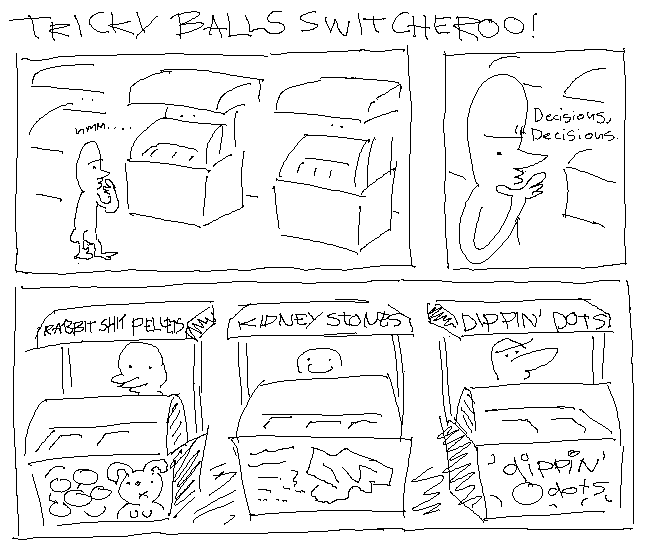 TRICKY BALLS SWITCHEROO!
HMM....
Decisions,
Decisions.
RABBIT SHIT PELLETS
KIDNEY STONES
DIPPIN' DOTS
dippin'
dots